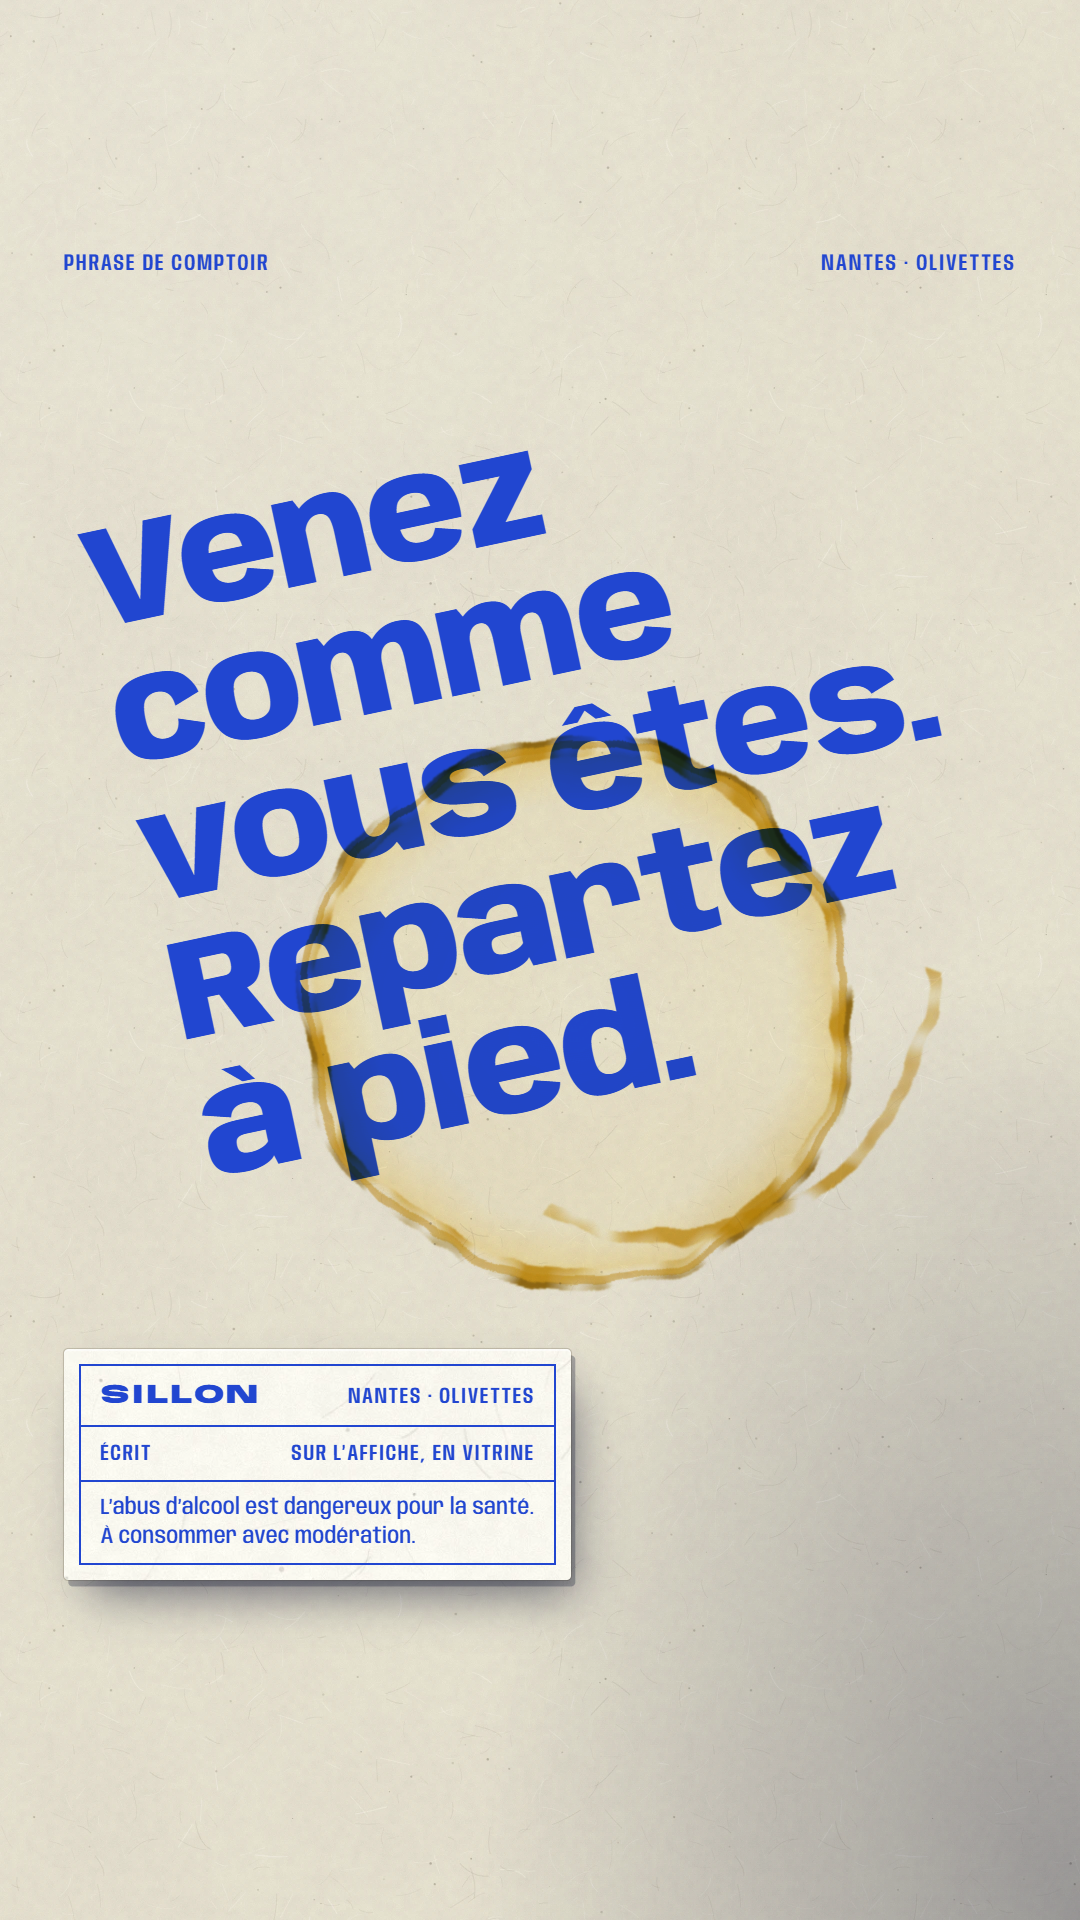 PHRASE DE COMPTOIR
NANTES · OLIVETTES
Venez
comme
vous êtes.
Repartez
à pied.
SILLON
NANTES · OLIVETTES
ÉCRIT
SUR L'AFFICHE, EN VITRINE
L'abus d'alcool est dangereux pour la santé.
À consommer avec modération.